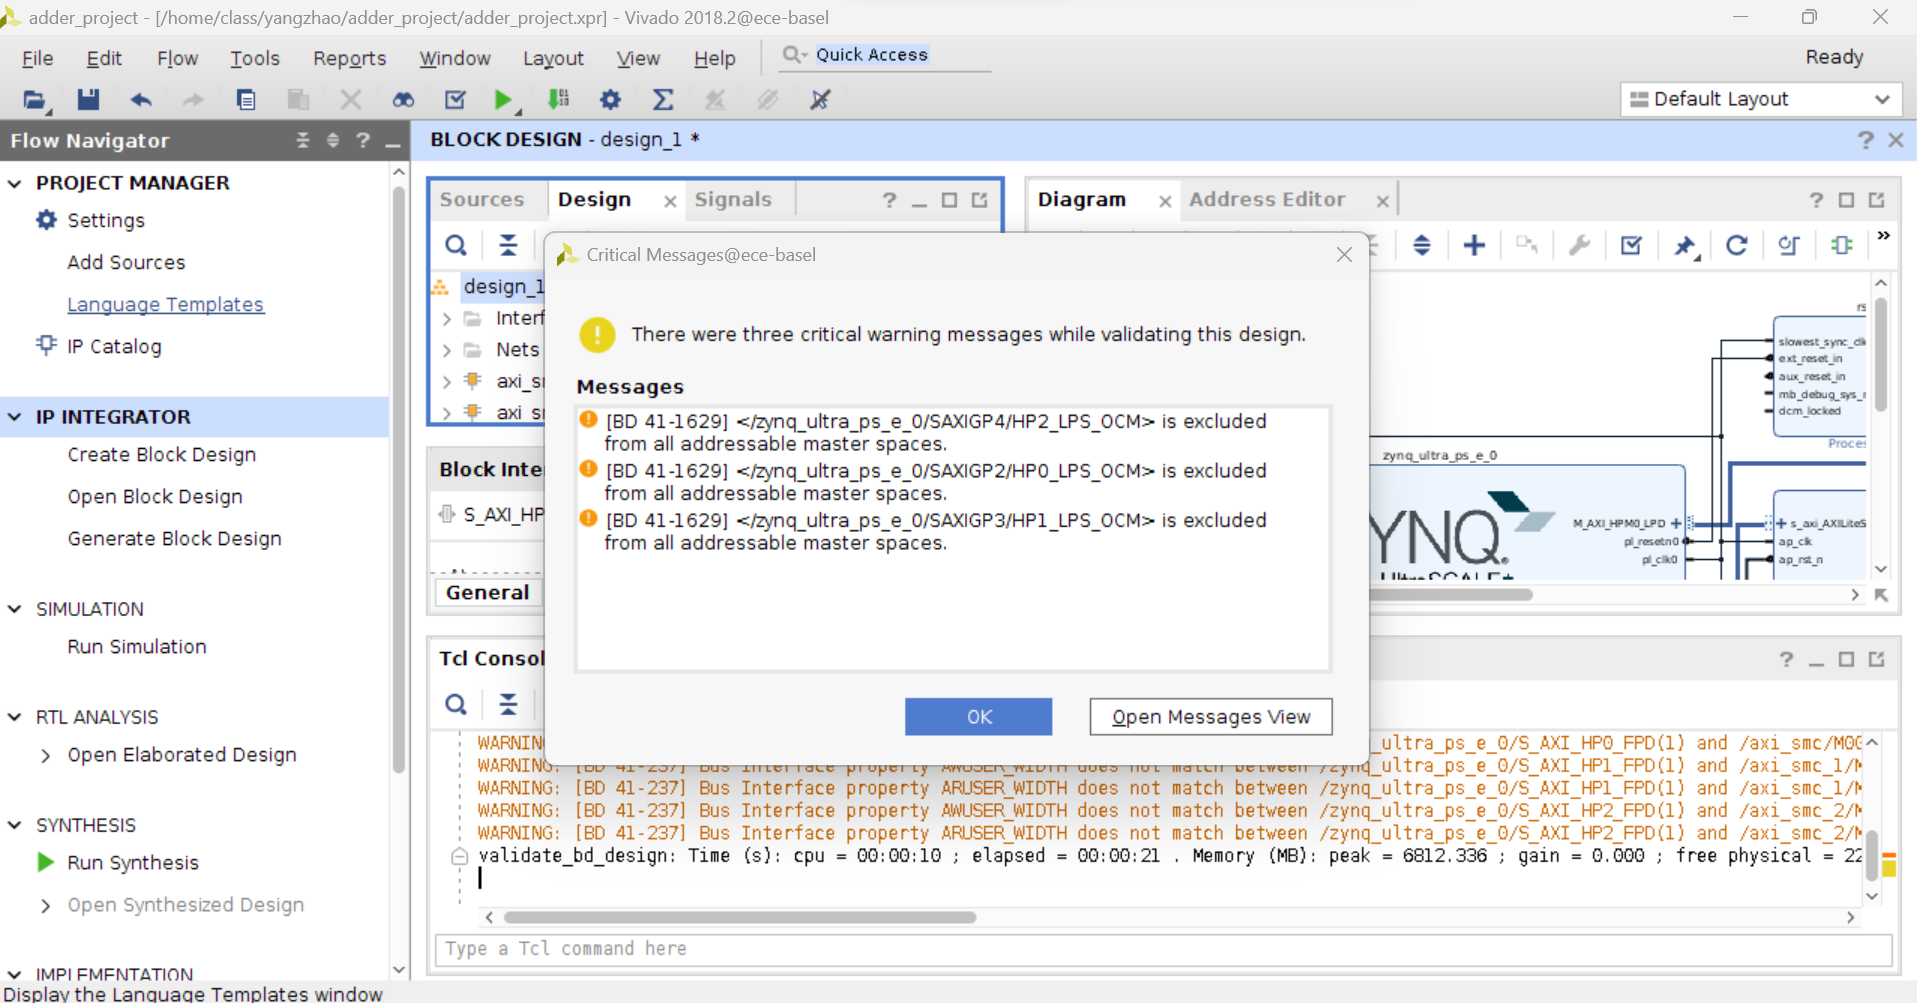 adder_project - [/home/class/yangzhao/adder_project/adder_project.xpr] - Vivado 2018.2@ece-basel
File Edit Flow Tools Reports Window Layout View Help Quick Access Ready
Default Layout
Flow Navigator
PROJECT MANAGER
Settings
Add Sources
Language Templates
IP Catalog
IP INTEGRATOR
Create Block Design
Open Block Design
Generate Block Design
SIMULATION
Run Simulation
RTL ANALYSIS
Open Elaborated Design
SYNTHESIS
Run Synthesis
Open Synthesized Design
IMPLEMENTATION
Display the Language Templates window
BLOCK DESIGN - design_1 *
Sources Design Signals
design_1
Interf
Nets
axi_s
axi_s
Block Inte
S_AXI_HP
General
Diagram Address Editor
rs
slowest_sync_clk
ext_reset_in
aux_reset_in
mb_debug_sys_r
dcm_locked
Proces
zynq_ultra_ps_e_0
YNQ
M_AXI_HPM0_LPD
pl_resetn0
pl_clk0
s_axi_AXILiteS
ap_clk
ap_rst_n
Critical Messages@ece-basel
There were three critical warning messages while validating this design.
Messages
[BD 41-1629] </zynq_ultra_ps_e_0/SAXIGP4/HP2_LPS_OCM> is excluded
from all addressable master spaces.
[BD 41-1629] </zynq_ultra_ps_e_0/SAXIGP2/HP0_LPS_OCM> is excluded
from all addressable master spaces.
[BD 41-1629] </zynq_ultra_ps_e_0/SAXIGP3/HP1_LPS_OCM> is excluded
from all addressable master spaces.
OK Open Messages View
Tcl Consol
WARNIN _ultra_ps_e_0/S_AXI_HP0_FPD(1) and /axi_smc/M00
WARNING: [BD 41-237] Bus Interface property AWUSER_WIDTH does not match between /zynq_ultra_ps_e_0/S_AXI_HP1_FPD(1) and /axi_smc_1/M
WARNING: [BD 41-237] Bus Interface property ARUSER_WIDTH does not match between /zynq_ultra_ps_e_0/S_AXI_HP1_FPD(1) and /axi_smc_1/M
WARNING: [BD 41-237] Bus Interface property AWUSER_WIDTH does not match between /zynq_ultra_ps_e_0/S_AXI_HP2_FPD(1) and /axi_smc_2/M
WARNING: [BD 41-237] Bus Interface property ARUSER_WIDTH does not match between /zynq_ultra_ps_e_0/S_AXI_HP2_FPD(1) and /axi_smc_2/M
validate_bd_design: Time (s): cpu = 00:00:10 ; elapsed = 00:00:21 . Memory (MB): peak = 6812.336 ; gain = 0.000 ; free physical = 22
Type a Tcl command here